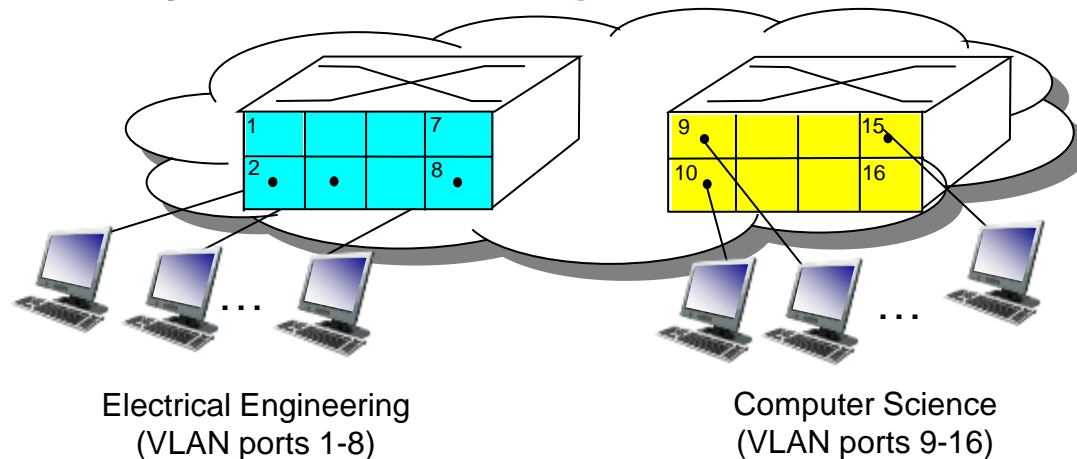 1 7
2 8
9 15
10 16
...
...
Electrical Engineering
(VLAN ports 1-8)
Computer Science
(VLAN ports 9-16)